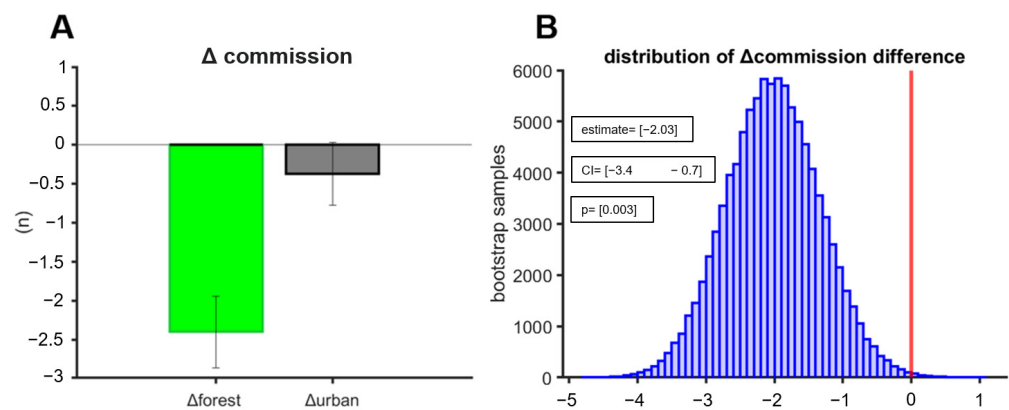 A
Δ commission
1
0.5
0
−0.5
−1
−1.5
−2
−2.5
−3
(n)
Δforest Δurban
B
distribution of Δcommission difference
6000
5000
4000
3000
2000
1000
0
bootstrap samples
estimate= [−2.03]
CI= [−3.4 − 0.7]
p= [0.003]
−5 −4 −3 −2 −1 0 1